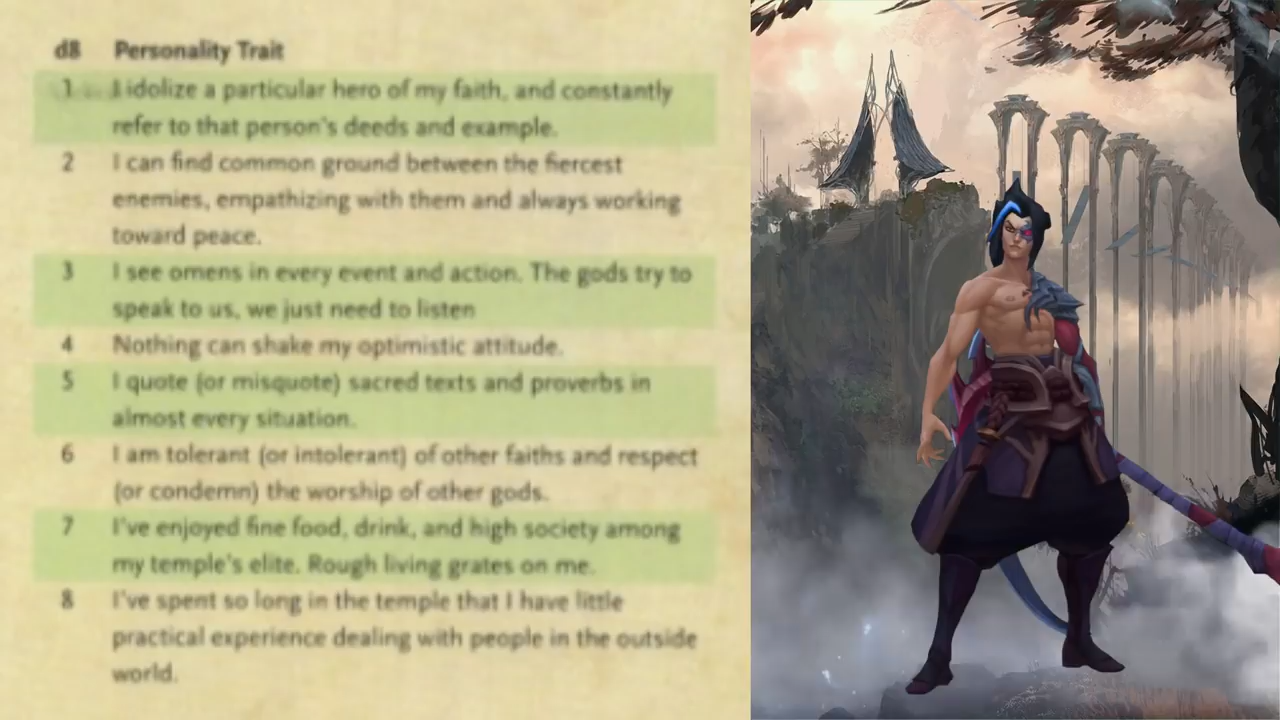 d8 Personality Trait
1 I idolize a particular hero of my faith, and constantly
refer to that person's deeds and example.
2 I can find common ground between the fiercest
enemies, empathizing with them and always working
toward peace.
3 I see omens in every event and action. The gods try to
speak to us, we just need to listen
4 Nothing can shake my optimistic attitude.
5 I quote (or misquote) sacred texts and proverbs in
almost every situation.
6 I am tolerant (or intolerant) of other faiths and respect
(or condemn) the worship of other gods.
7 I've enjoyed fine food, drink, and high society among
my temple's elite. Rough living grates on me.
8 I've spent so long in the temple that I have little
practical experience dealing with people in the outside
world.